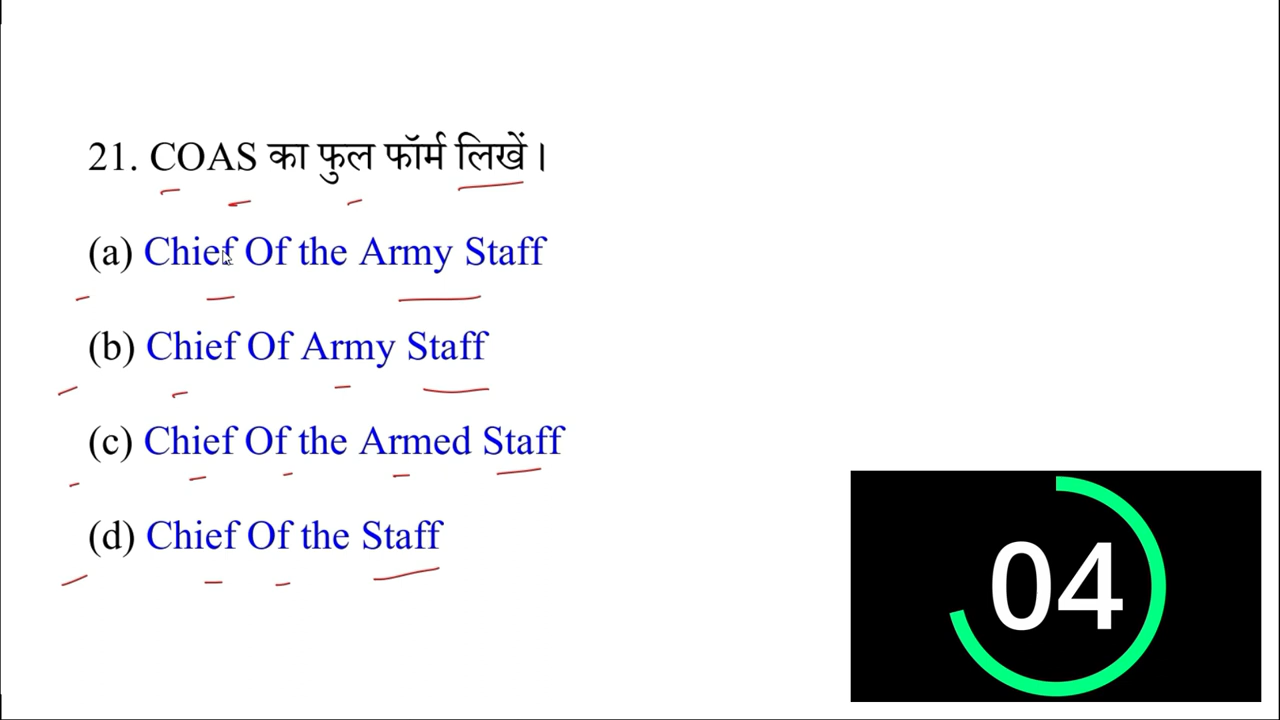 21. COAS का फुल फॉर्म लिखें।
(a) Chief Of the Army Staff
(b) Chief Of Army Staff
(c) Chief Of the Armed Staff
(d) Chief Of the Staff
04